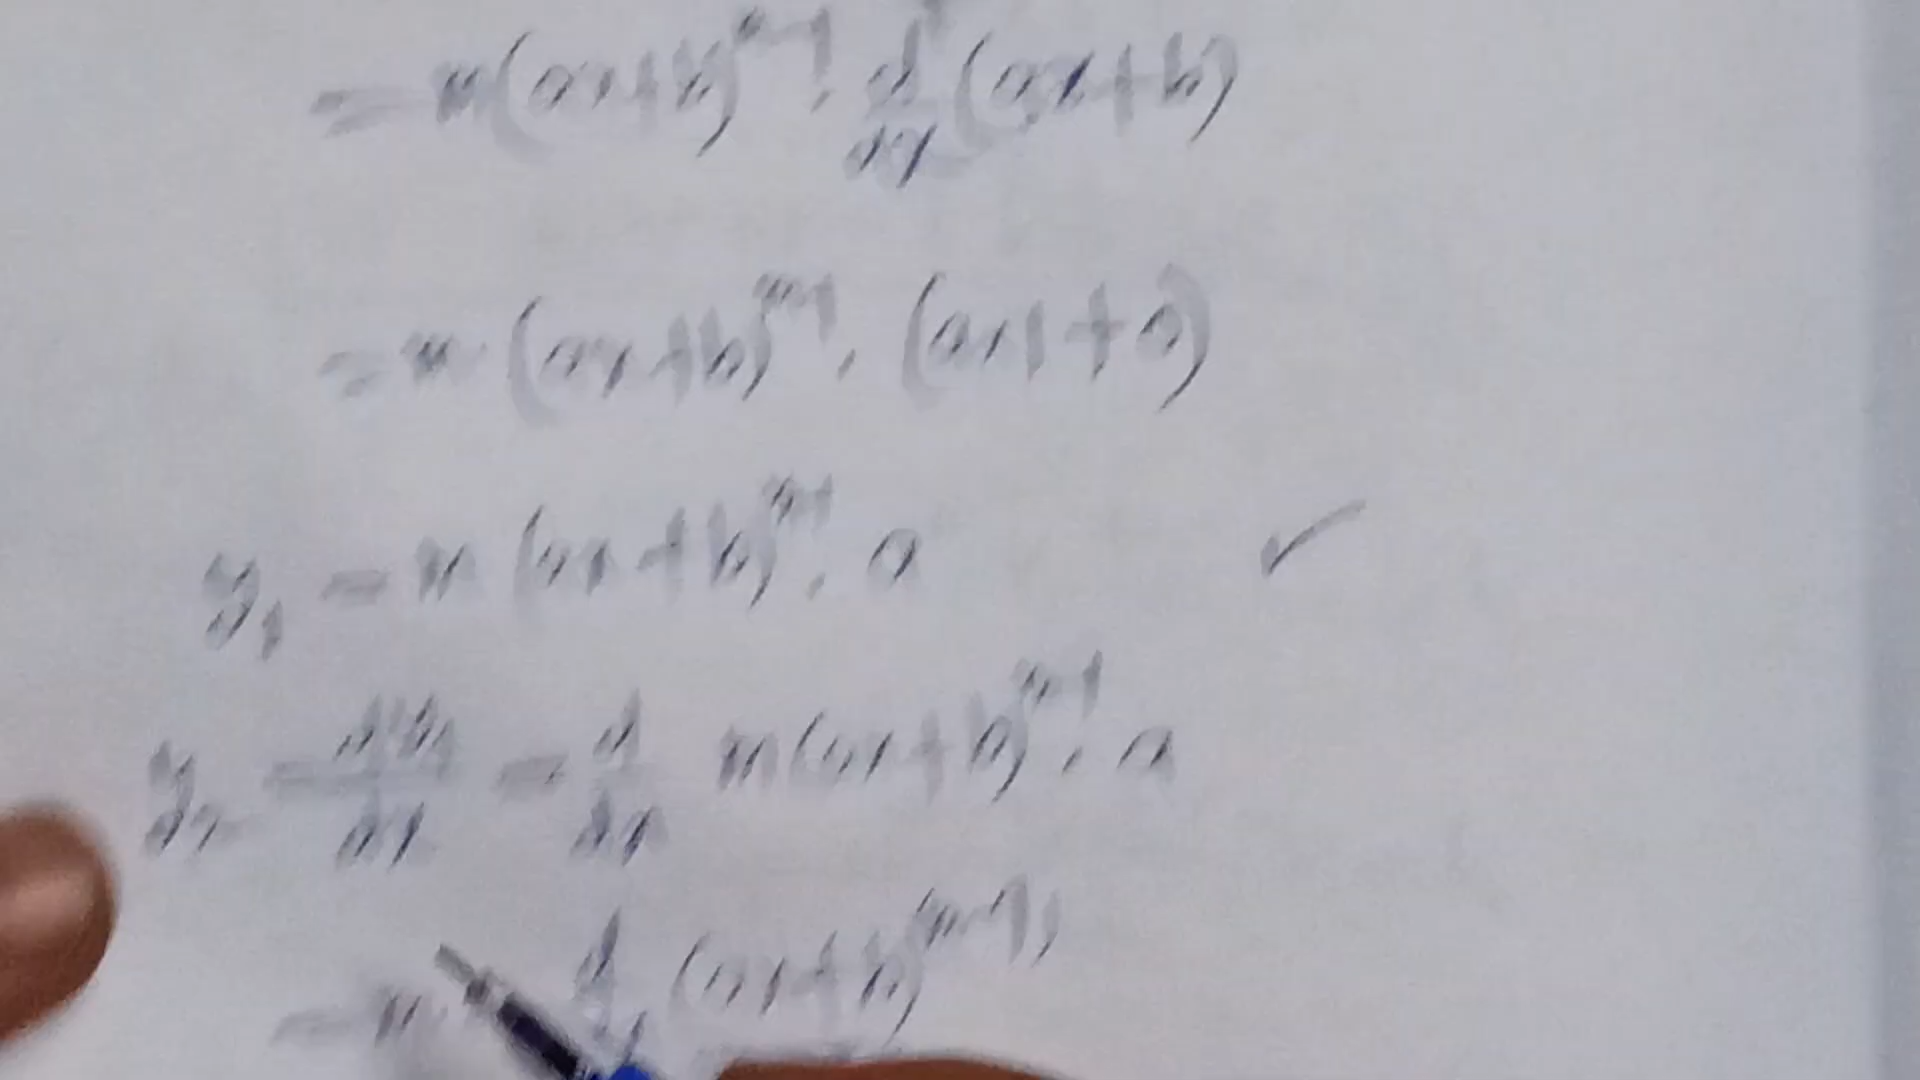 = n(ax+b)^{n-1} . d/dx (ax+b)
= n (ax+b)^{n-1} . (a×1+0)
y₁ = n (ax+b)^{n-1} . a
y₂ = dy₁/dx = d/dx n(ax+b)^{n-1} . a
= n. d/dx (ax+b)^{(n-1)}